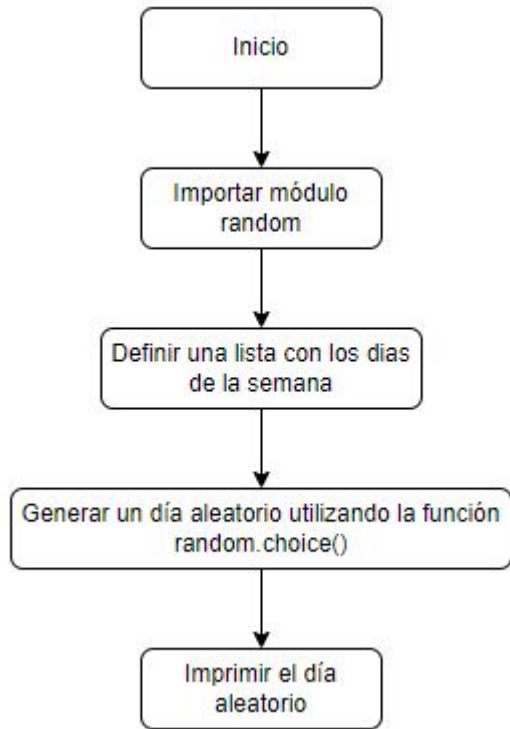 Inicio
Importar módulo
random
Definir una lista con los dias
de la semana
Generar un día aleatorio utilizando la función
random.choice()
Imprimir el día
aleatorio